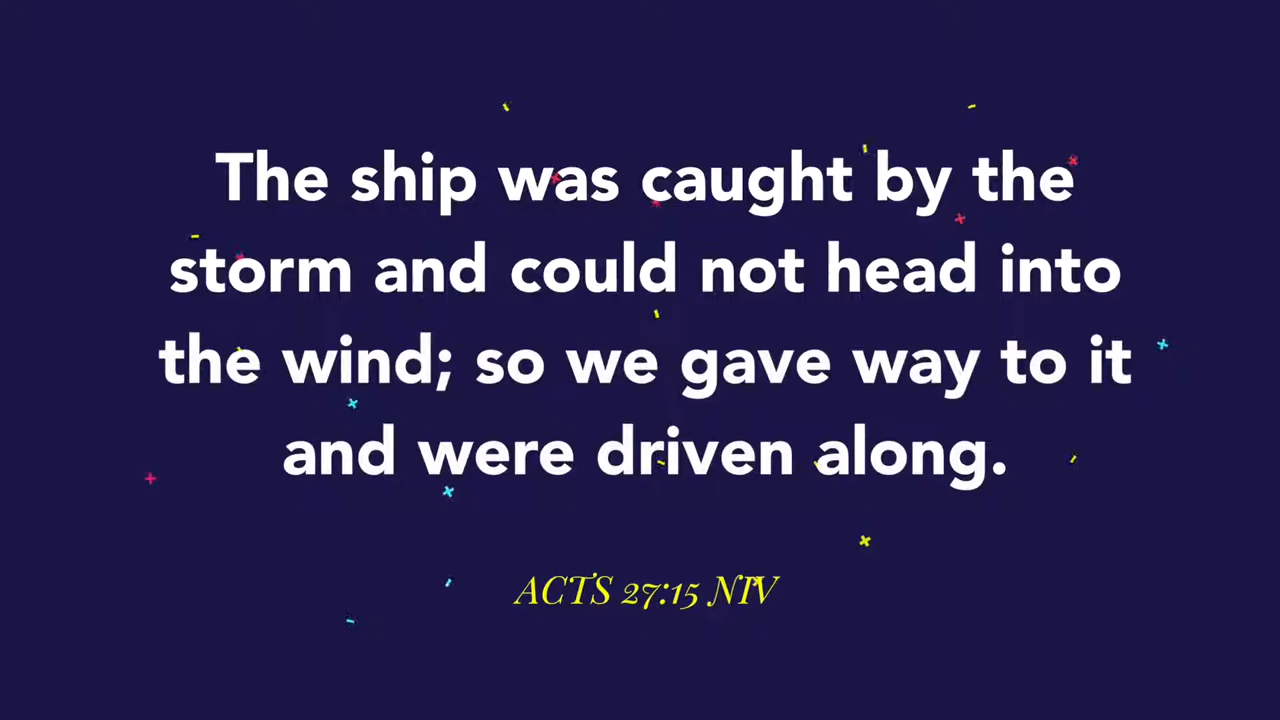 The ship was caught by the
storm and could not head into
the wind; so we gave way to it
and were driven along.
ACTS 27:15 NIV